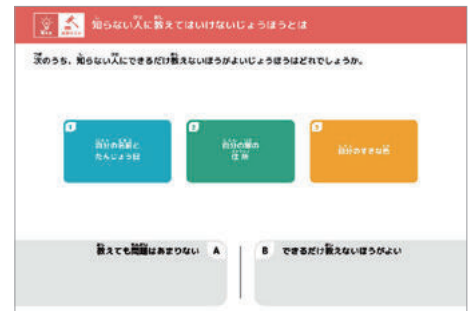 知らない人に教えてはいけないじょうほうとは
次のうち、知らない人にできるだけ教えないほうがよいじょうほうはどれでしょうか。
1
自分の名前と
たんじょう日
2
自分の家の
住所
3
自分のすきな色
教えても問題はあまりない A
B できるだけ教えないほうがよい